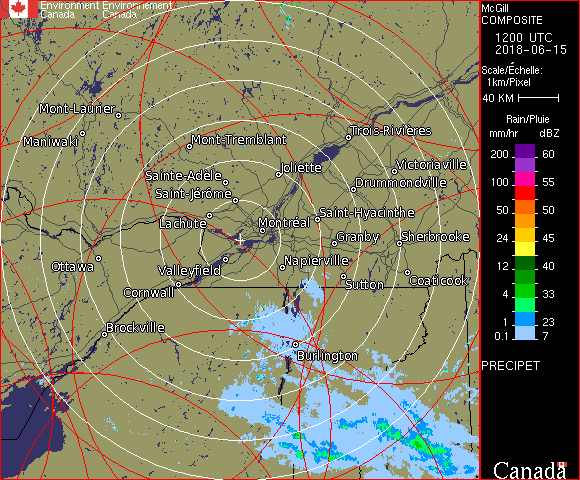 Environment Environnement
Canada Canada
Mont-Laurier
Maniwaki
Mont-Tremblant
Trois-Rivières
Sainte-Adèle
Joliette
Victoriaville
Saint-Jérôme
Drummondville
Lachute
Montréal
Saint-Hyacinthe
Granby
Sherbrooke
Ottawa
Valleyfield
Napierville
Cornwall
Sutton
Coaticook
Brockville
Burlington
McGill
COMPOSITE
1200 UTC
2018-06-15
Scale/Échelle:
1km/Pixel
40 KM
Rain/Pluie
mm/hr dBZ
200 60
100 55
50 50
24 45
12 40
4 33
1 23
0.1 7
PRECIPET
Canada